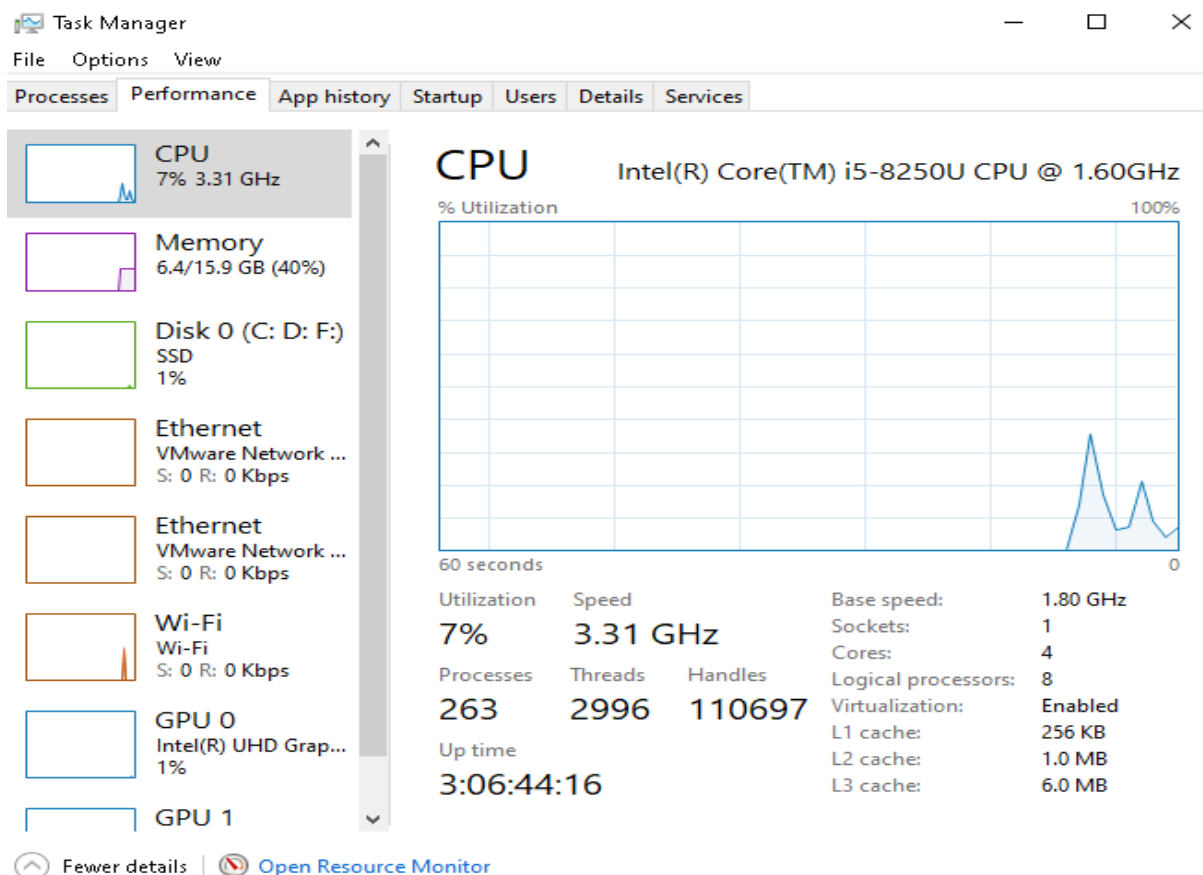 Task Manager
File Options View
Processes Performance App history Startup Users Details Services
CPU
7% 3.31 GHz
Memory
6.4/15.9 GB (40%)
Disk 0 (C: D: F:)
SSD
1%
Ethernet
VMware Network ...
S: 0 R: 0 Kbps
Ethernet
VMware Network ...
S: 0 R: 0 Kbps
Wi-Fi
Wi-Fi
S: 0 R: 0 Kbps
GPU 0
Intel(R) UHD Grap...
1%
GPU 1
CPU Intel(R) Core(TM) i5-8250U CPU @ 1.60GHz
% Utilization 100%
60 seconds 0
Utilization Speed
7% 3.31 GHz
Processes Threads Handles
263 2996 110697
Up time
3:06:44:16
Base speed: 1.80 GHz
Sockets: 1
Cores: 4
Logical processors: 8
Virtualization: Enabled
L1 cache: 256 KB
L2 cache: 1.0 MB
L3 cache: 6.0 MB
Fewer details Open Resource Monitor